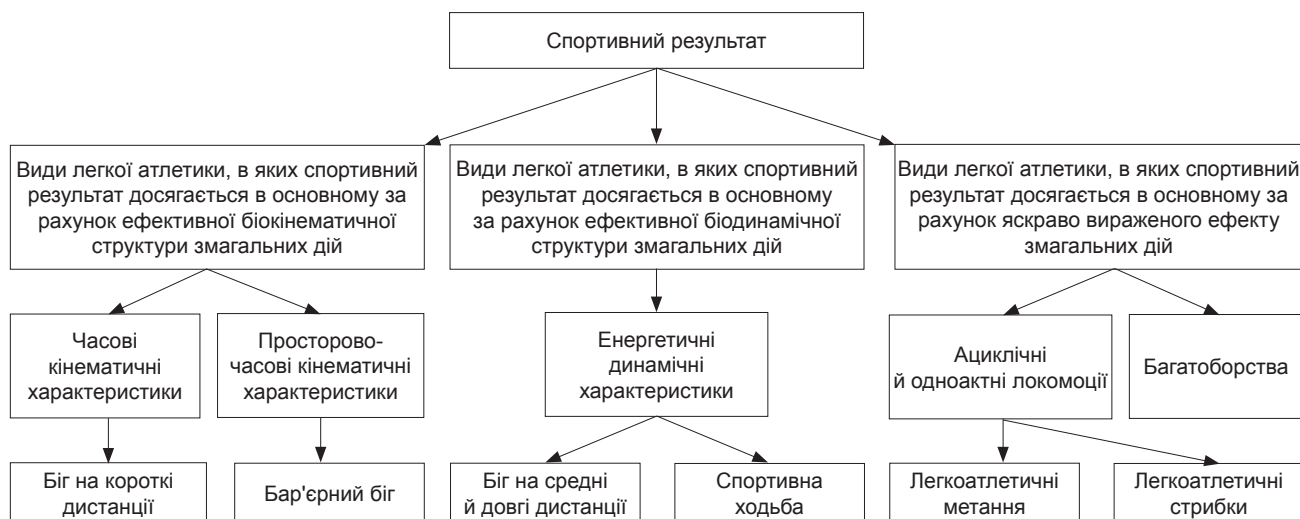 Спортивний результат
Види легкої атлетики, в яких спортивний
результат досягається в основному за
рахунок ефективної біокінематичної
структури змагальних дій
Види легкої атлетики, в яких спортивний
результат досягається в основному
за рахунок ефективної біодинамічної
структури змагальних дій
Види легкої атлетики, в яких спортивний
результат досягається в основному за
рахунок яскраво вираженого ефекту
змагальних дій
Часові
кінематичні
характеристики
Просторово-
часові кінематичні
характеристики
Енергетичні
динамічні
характеристики
Ациклічні
й одноактні локомоції
Багатоборства
Біг на короткі
дистанції
Бар'єрний біг
Біг на средні
й довгі дистанції
Спортивна
ходьба
Легкоатлетичні
метання
Легкоатлетичні
стрибки